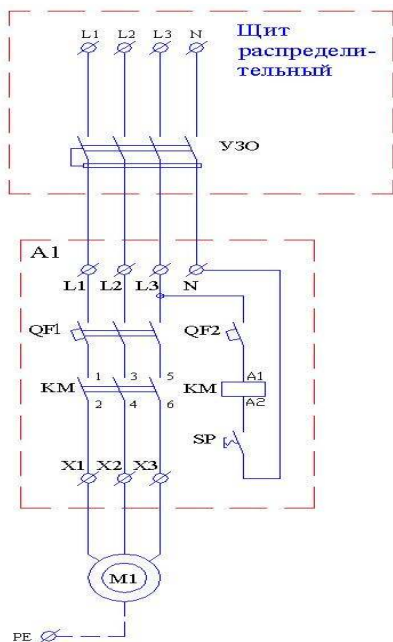 L1 L2 L3 N
Щит
распредели-
тельный
УЗО
A1
L1 L2 L3 N
QF1
QF2
1 3 5
KM
2 4 6
KM
A1
A2
SP
X1 X2 X3
M1
PE